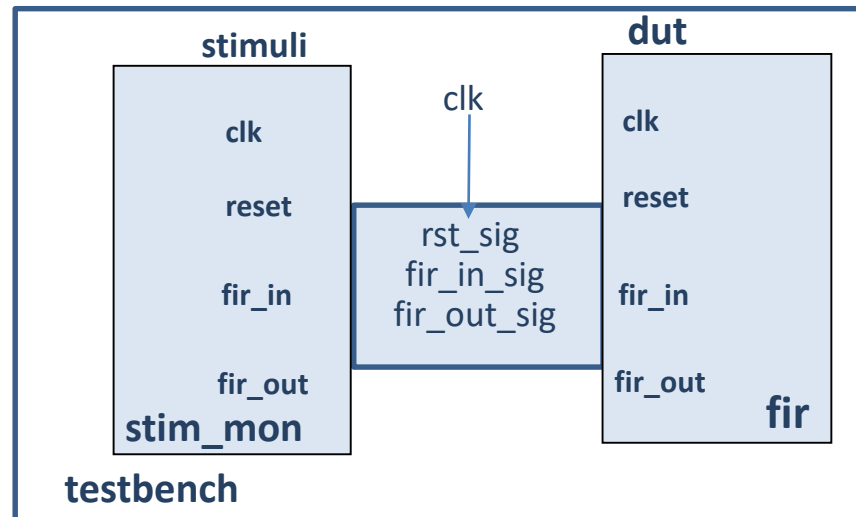 stimuli
dut
clk
clk
clk
reset
reset
rst_sig
fir_in_sig
fir_in
fir_in
fir_out_sig
fir_out
fir_out
stim_mon
fir
testbench